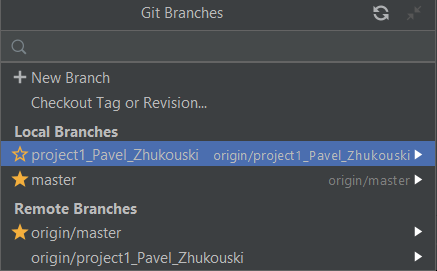 Git Branches
New Branch
Checkout Tag or Revision...
Local Branches
project1_Pavel_Zhukouski origin/project1_Pavel_Zhukouski
master origin/master
Remote Branches
origin/master
origin/project1_Pavel_Zhukouski